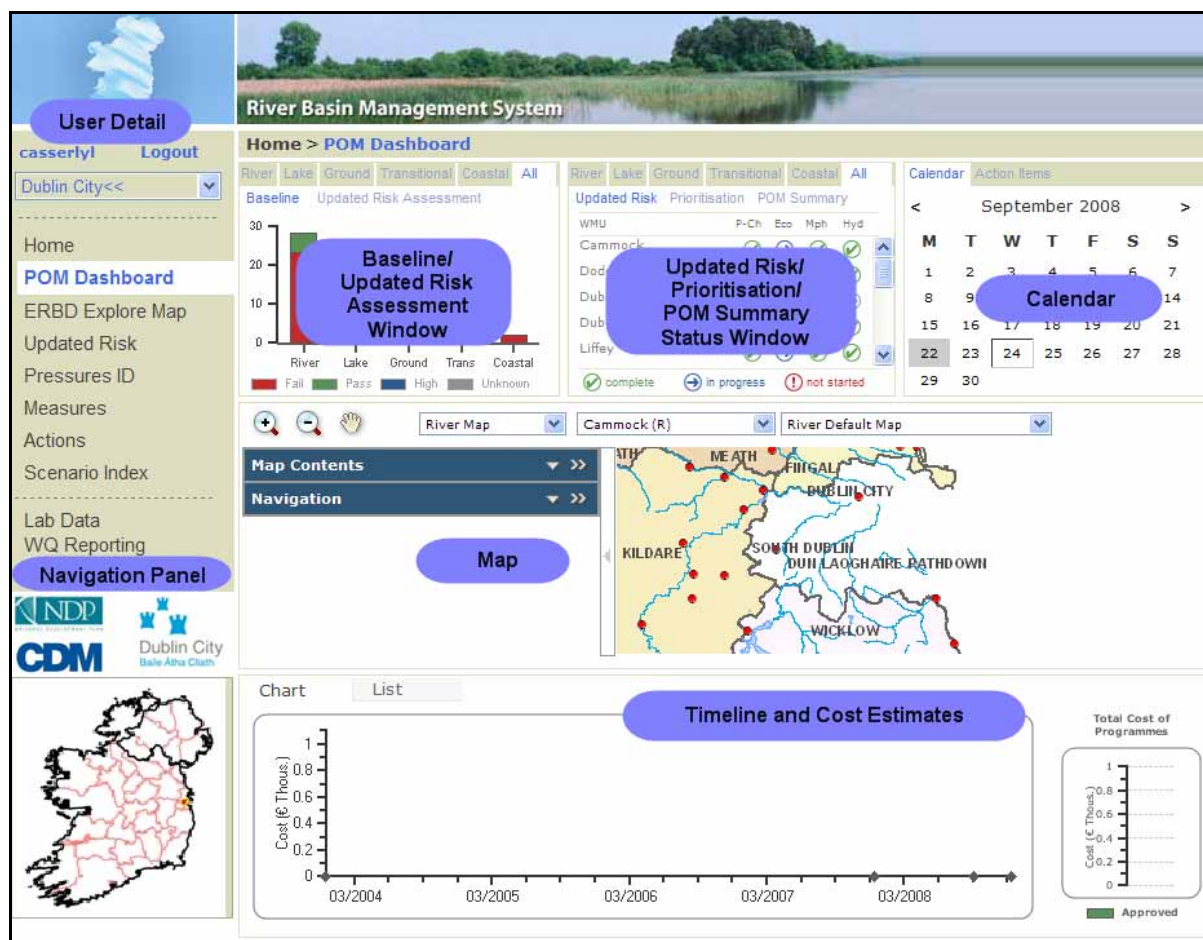 River Basin Management System
User Detail
casserlyl Logout
Dublin City<<
Home
POM Dashboard
ERBD Explore Map
Updated Risk
Pressures ID
Measures
Actions
Scenario Index
Lab Data
WQ Reporting
Navigation Panel
NDP
CDM
Dublin City
Baile Átha Cliath
Home > POM Dashboard
River Lake Ground Transitional Coastal All
Baseline Updated Risk Assessment
30
20
10
0
Baseline/
Updated Risk
Assessment
Window
River Lake Ground Trans Coastal
Fail Pass High Unknown
River Lake Ground Transitional Coastal All
Updated Risk Prioritisation POM Summary
WMU P-Ch Eco Mph Hyd
Cammock
Dod
Dub
Dub
Liffey
Updated Risk/
Prioritisation/
POM Summary
Status Window
complete in progress not started
Calendar Action Items
< September 2008 >
M T W T F S S
1 2 3 4 5 6 7
8 9 14
Calendar
15 16 17 18 19 20 21
22 23 24 25 26 27 28
29 30
River Map Cammock (R) River Default Map
Map Contents
Navigation
Map
ATH MEATH FINGAL
DUBLIN CITY
KILDARE SOUTH DUBLIN
DUN LAOGHAIRE RATHDOWN
WICKLOW
Chart List
Timeline and Cost Estimates
Cost (€ Thous.)
1
0.8
0.6
0.4
0.2
0
03/2004 03/2005 03/2006 03/2007 03/2008
Total Cost of
Programmes
Cost (€ Thous.)
1
0.8
0.6
0.4
0.2
0
Approved